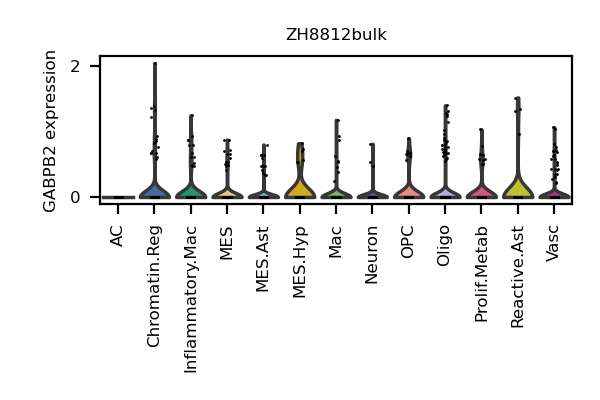 ZH8812bulk
GABPB2 expression
2
0
AC
Chromatin.Reg
Inflammatory.Mac
MES
MES.Ast
MES.Hyp
Mac
Neuron
OPC
Oligo
Prolif.Metab
Reactive.Ast
Vasc